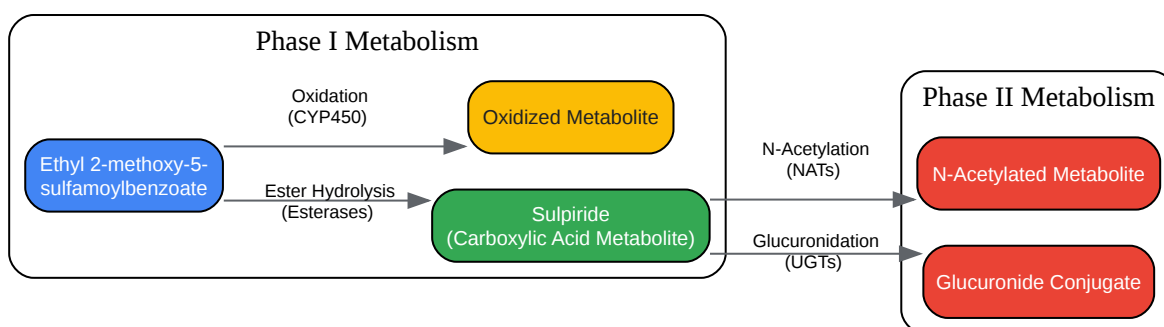 Phase I Metabolism
Phase II Metabolism
Oxidation
(CYP450)
Oxidized Metabolite
Ethyl 2-methoxy-5-
sulfamoylbenzoate
Ester Hydrolysis
(Esterases)
Sulpiride
(Carboxylic Acid Metabolite)
N-Acetylation
(NATs)
N-Acetylated Metabolite
Glucuronidation
(UGTs)
Glucuronide Conjugate